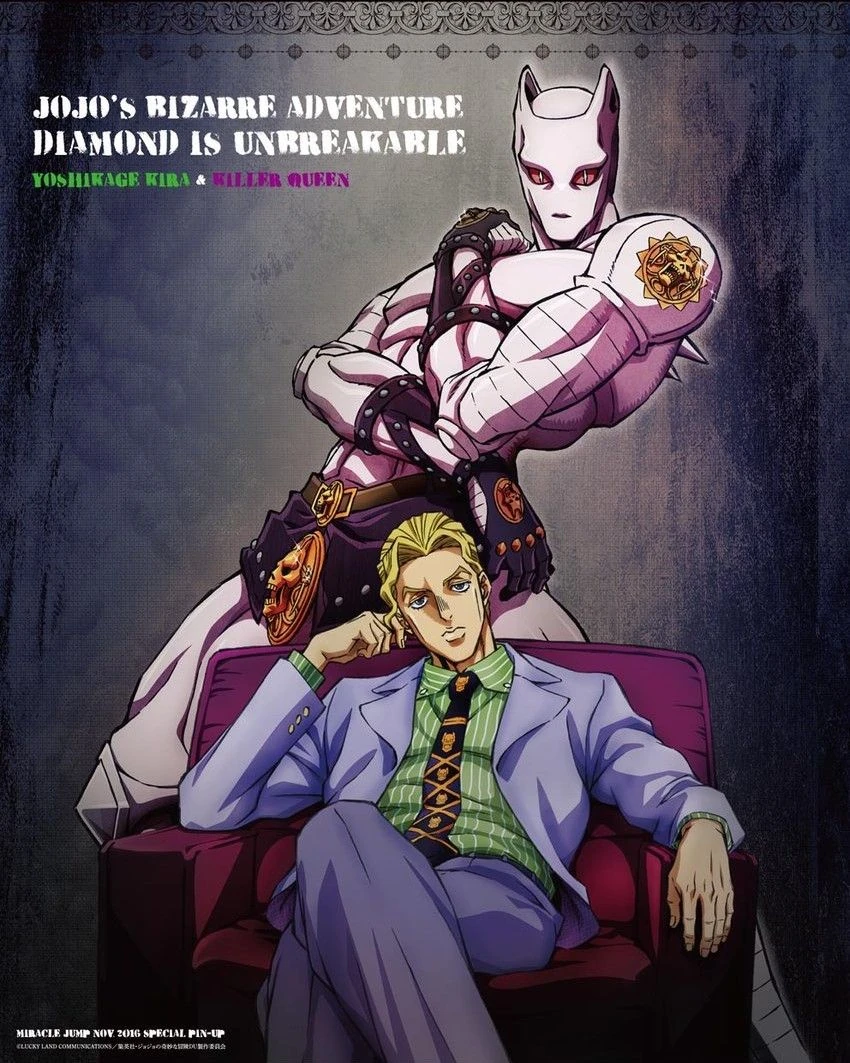 JOJO'S BIZARRE ADVENTURE
DIAMOND IS UNBREAKABLE
YOSHIKAGE KIRA & KILLER QUEEN
MIRACLE JUMP NOV. 2016 SPECIAL PIN-UP
©LUCKY LAND COMMUNICATIONS／集英社・ジョジョの奇妙な冒険DU製作委員会